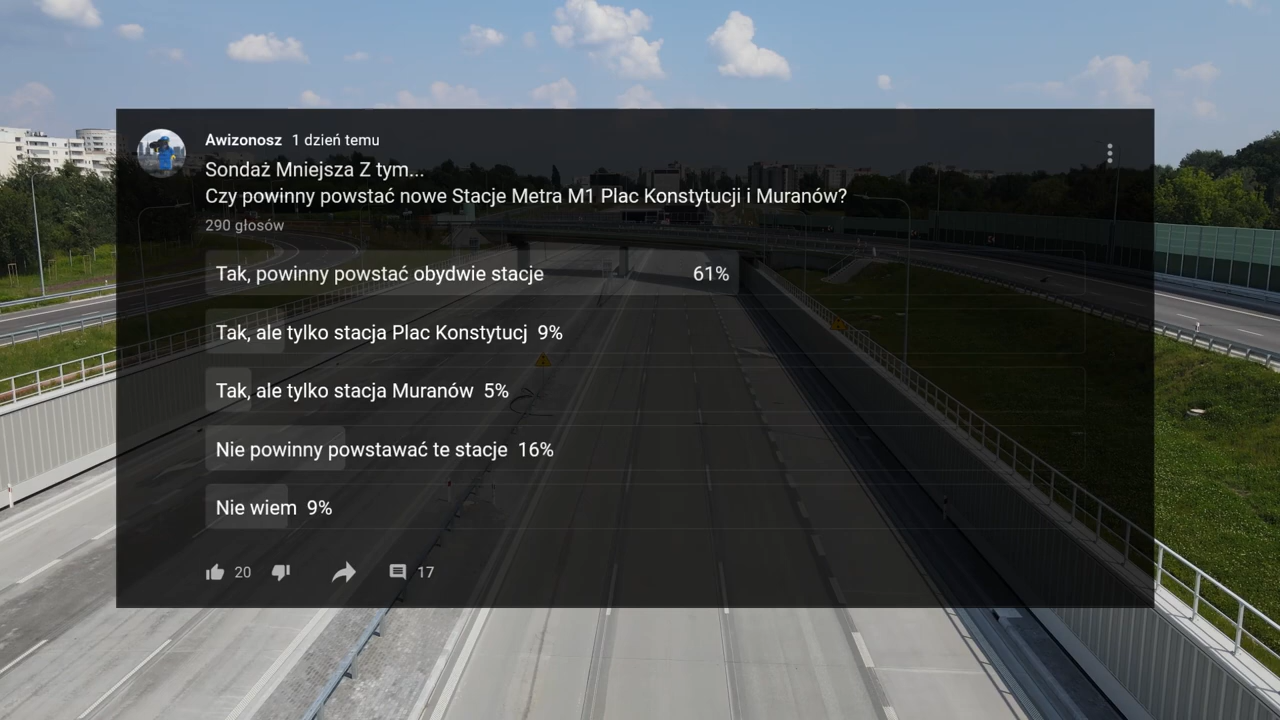 Awizonosz 1 dzień temu
Sondaż Mniejsza Z tym...
Czy powinny powstać nowe Stacje Metra M1 Plac Konstytucji i Muranów?
290 głosów
Tak, powinny powstać obydwie stacje 61%
Tak, ale tylko stacja Plac Konstytucj 9%
Tak, ale tylko stacja Muranów 5%
Nie powinny powstawać te stacje 16%
Nie wiem 9%
20 17